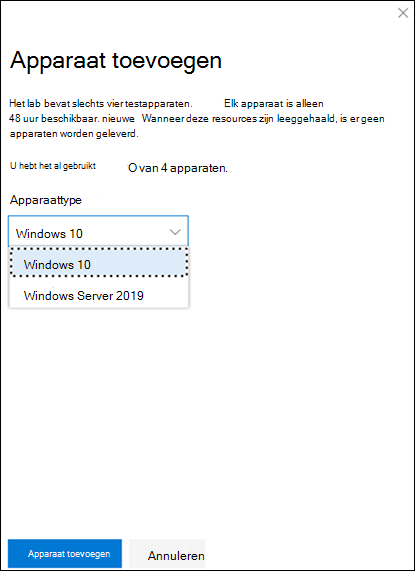 Apparaat toevoegen
Het lab bevat slechts vier testapparaten. Elk apparaat is alleen
48 uur beschikbaar. nieuwe Wanneer deze resources zijn leeggehaald, is er geen
apparaten worden geleverd.
U hebt het al gebruikt O van 4 apparaten.
Apparaattype
Windows 10
Windows 10
Windows Server 2019
Apparaat toevoegen Annuleren